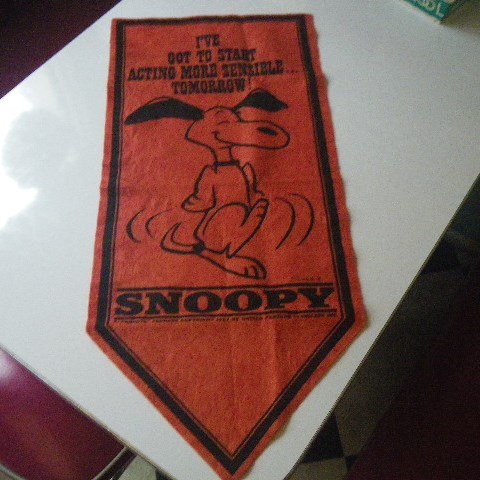 I'VE
GOT TO START
ACTING MORE SENSIBLE...
TOMORROW!
SNOOPY